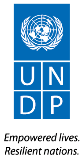 U N
D P
Empowered lives.
Resilient nations.